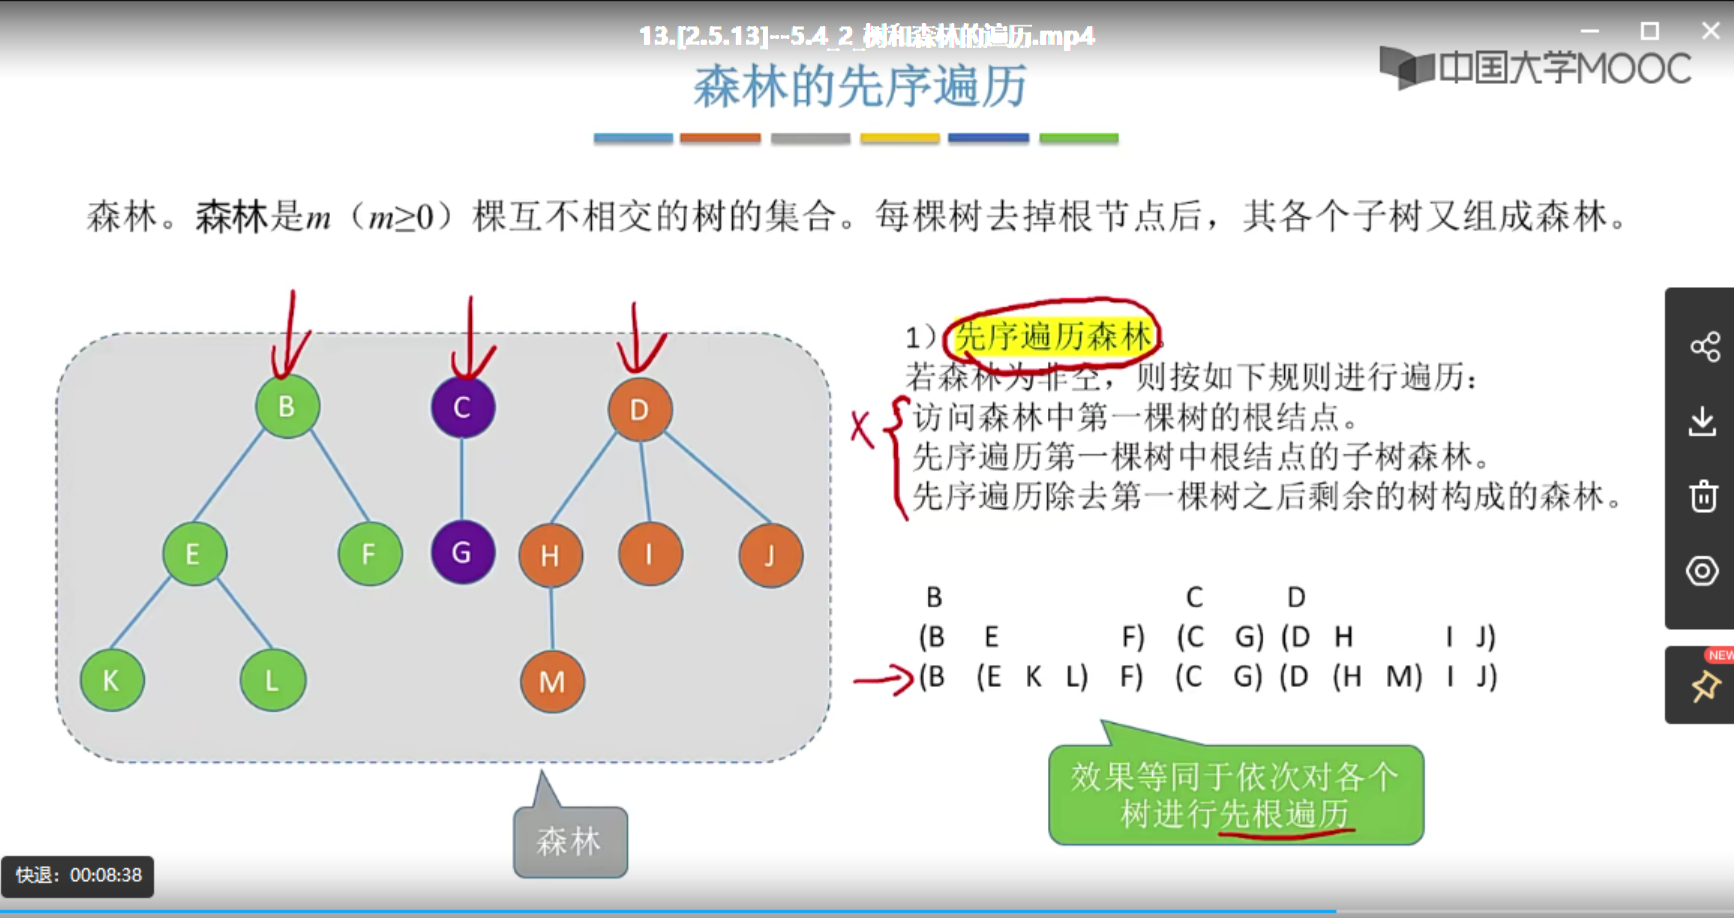 13.[2.5.13]--5.4_2_树和森林的遍历.mp4
中国大学MOOC
森林的先序遍历
森林。森林是m（m≥0）棵互不相交的树的集合。每棵树去掉根节点后，其各个子树又组成森林。
1）先序遍历森林。
若森林为非空，则按如下规则进行遍历：
X
访问森林中第一棵树的根结点。
先序遍历第一棵树中根结点的子树森林。
先序遍历除去第一棵树之后剩余的树构成的森林。
B C D
E F G H I J
K L M
森林
B C D
(B E F) (C G) (D H I J)
(B (E K L) F) (C G) (D (H M) I J)
效果等同于依次对各个
树进行先根遍历
NEW
快退：00:08:38